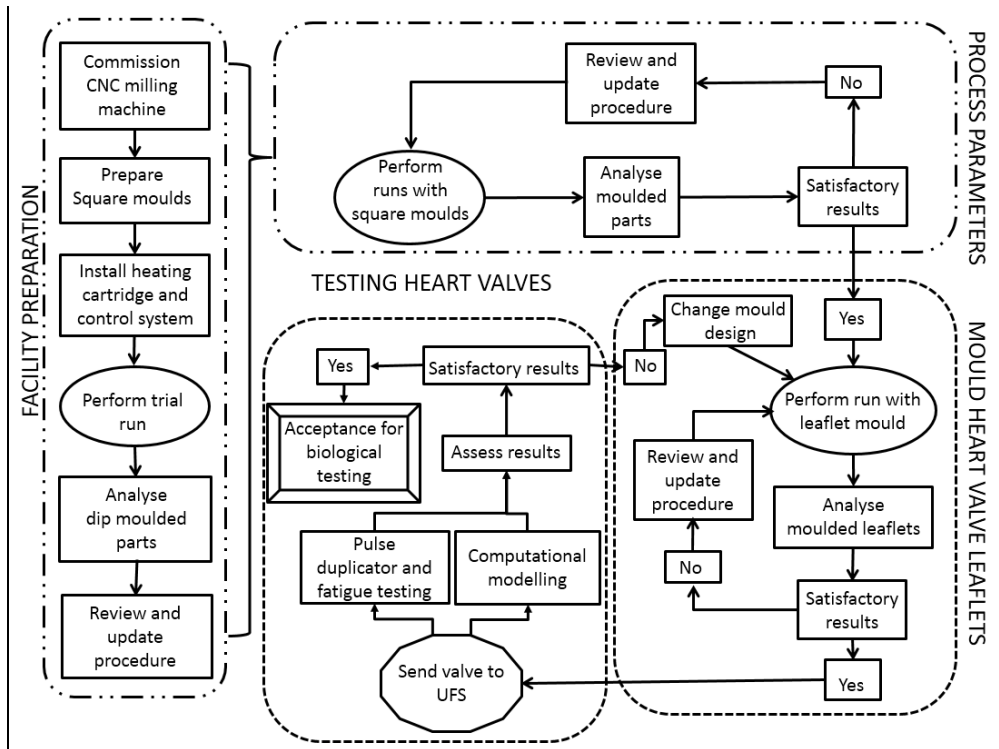 FACILITY PREPARATION
Commission
CNC milling
machine
Prepare
Square moulds
Install heating
cartridge and
control system
Perform trial
run
Analyse
dip moulded
parts
Review and
update
procedure
PROCESS PARAMETERS
Review and
update
procedure
No
Perform
runs with
square moulds
Analyse
moulded
parts
Satisfactory
results
MOULD HEART VALVE LEAFLETS
Yes
Change mould
design
No
Perform run with
leaflet mould
Review and
update
procedure
Analyse
moulded leaflets
No
Satisfactory
results
Yes
TESTING HEART VALVES
Yes
Satisfactory results
Acceptance for
biological
testing
Assess results
Pulse
duplicator and
fatigue testing
Computational
modelling
Send valve to
UFS